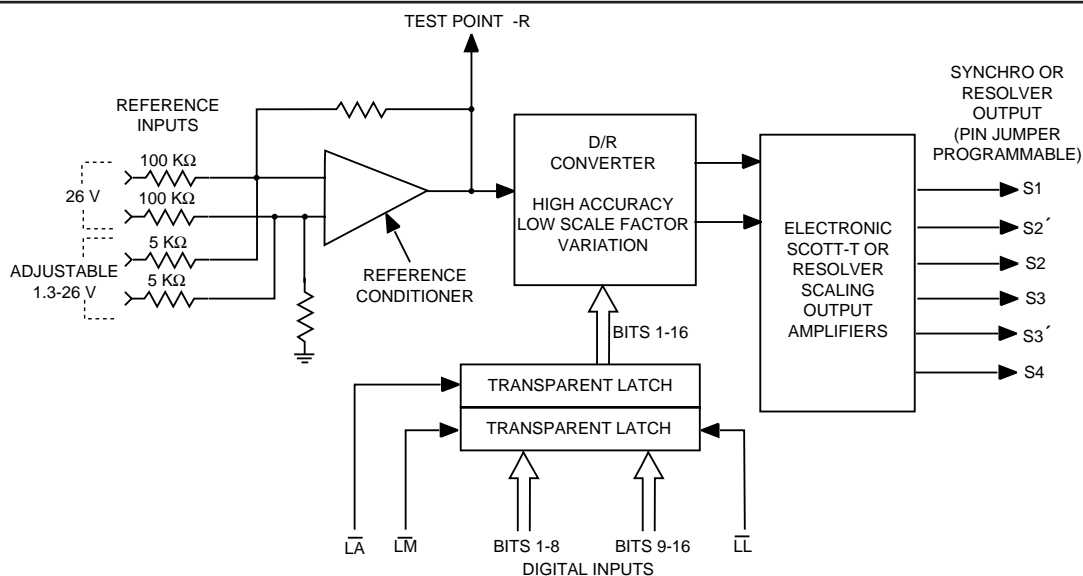 TEST POINT -R
REFERENCE
INPUTS
100 KΩ
26 V
100 KΩ
5 KΩ
ADJUSTABLE
1.3-26 V
5 KΩ
REFERENCE
CONDITIONER
D/R
CONVERTER
HIGH ACCURACY
LOW SCALE FACTOR
VARIATION
BITS 1-16
TRANSPARENT LATCH
TRANSPARENT LATCH
L̅A̅
L̅M̅
BITS 1-8
BITS 9-16
L̅L̅
DIGITAL INPUTS
ELECTRONIC
SCOTT-T OR
RESOLVER
SCALING
OUTPUT
AMPLIFIERS
SYNCHRO OR
RESOLVER
OUTPUT
(PIN JUMPER
PROGRAMMABLE)
S1
S2´
S2
S3
S3´
S4